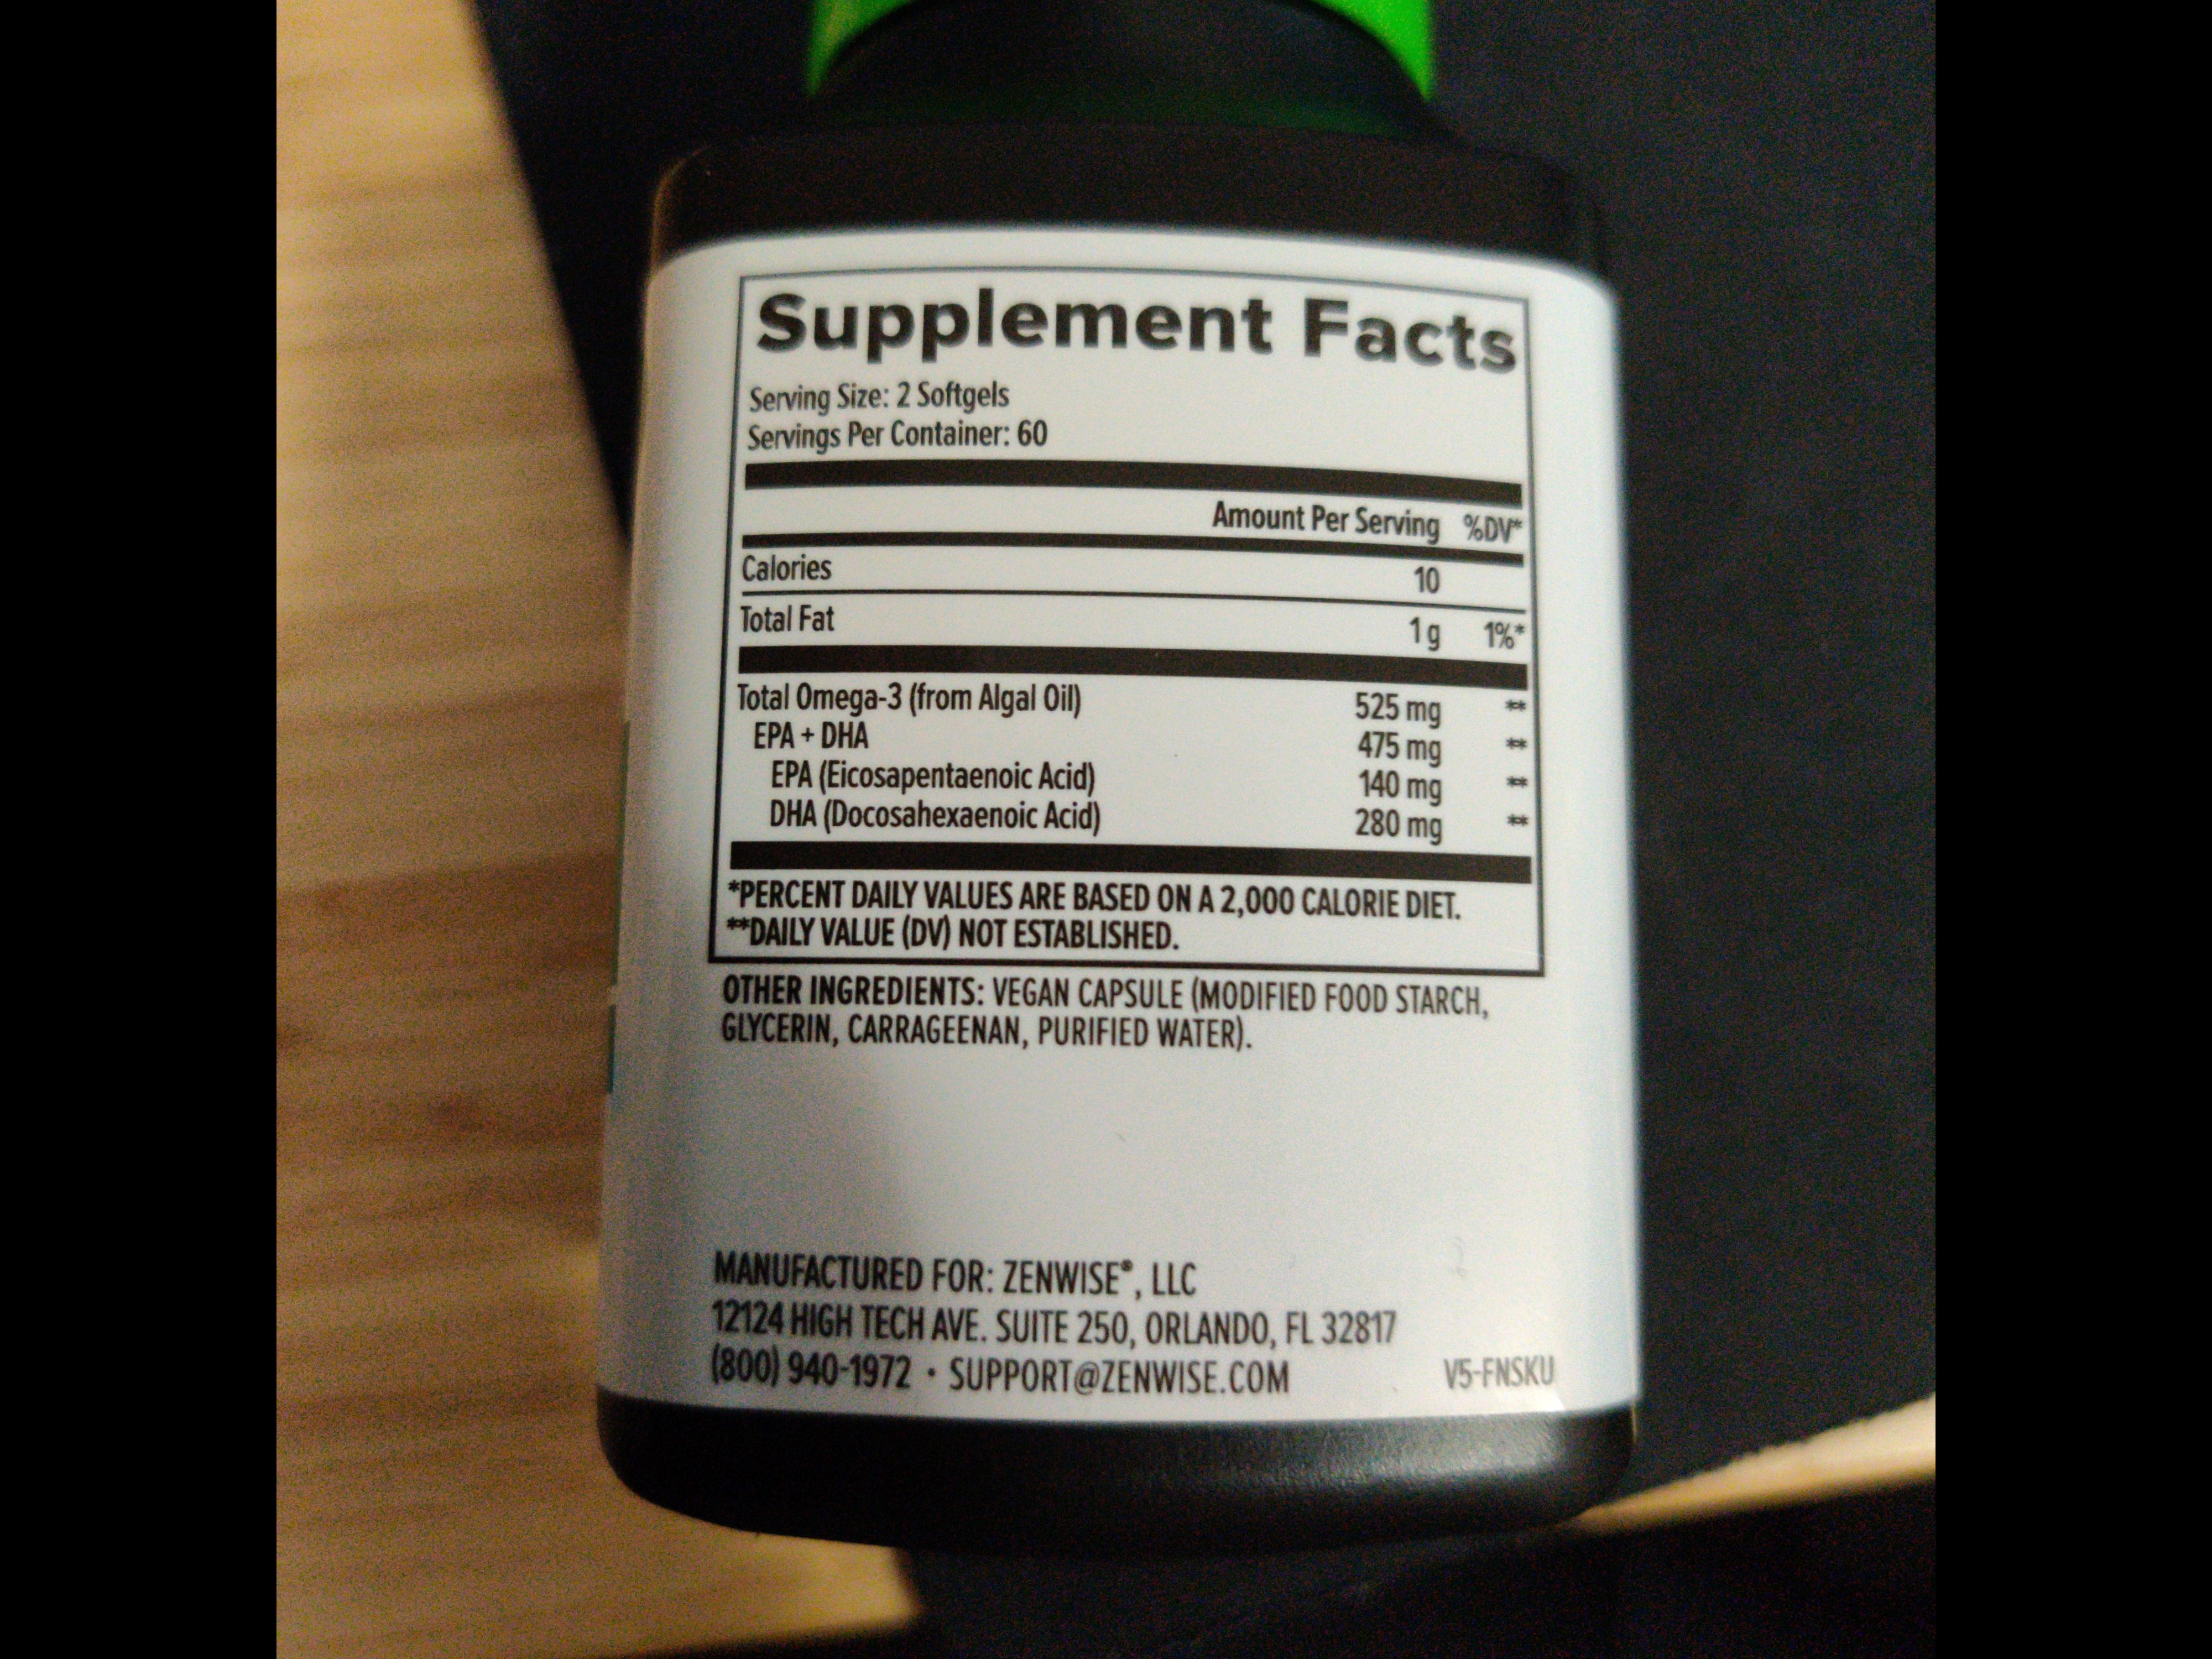 Supplement Facts
Serving Size: 2 Softgels
Servings Per Container: 60
Amount Per Serving %DV*
Calories 10
Total Fat 1 g 1%*
Total Omega-3 (from Algal Oil) 525 mg **
EPA + DHA 475 mg **
EPA (Eicosapentaenoic Acid) 140 mg **
DHA (Docosahexaenoic Acid) 280 mg **
*PERCENT DAILY VALUES ARE BASED ON A 2,000 CALORIE DIET.
**DAILY VALUE (DV) NOT ESTABLISHED.
OTHER INGREDIENTS: VEGAN CAPSULE (MODIFIED FOOD STARCH,
GLYCERIN, CARRAGEENAN, PURIFIED WATER).
MANUFACTURED FOR: ZENWISE®, LLC
12124 HIGH TECH AVE. SUITE 250, ORLANDO, FL 32817
(800) 940-1972 · SUPPORT@ZENWISE.COM V5-FNSKU